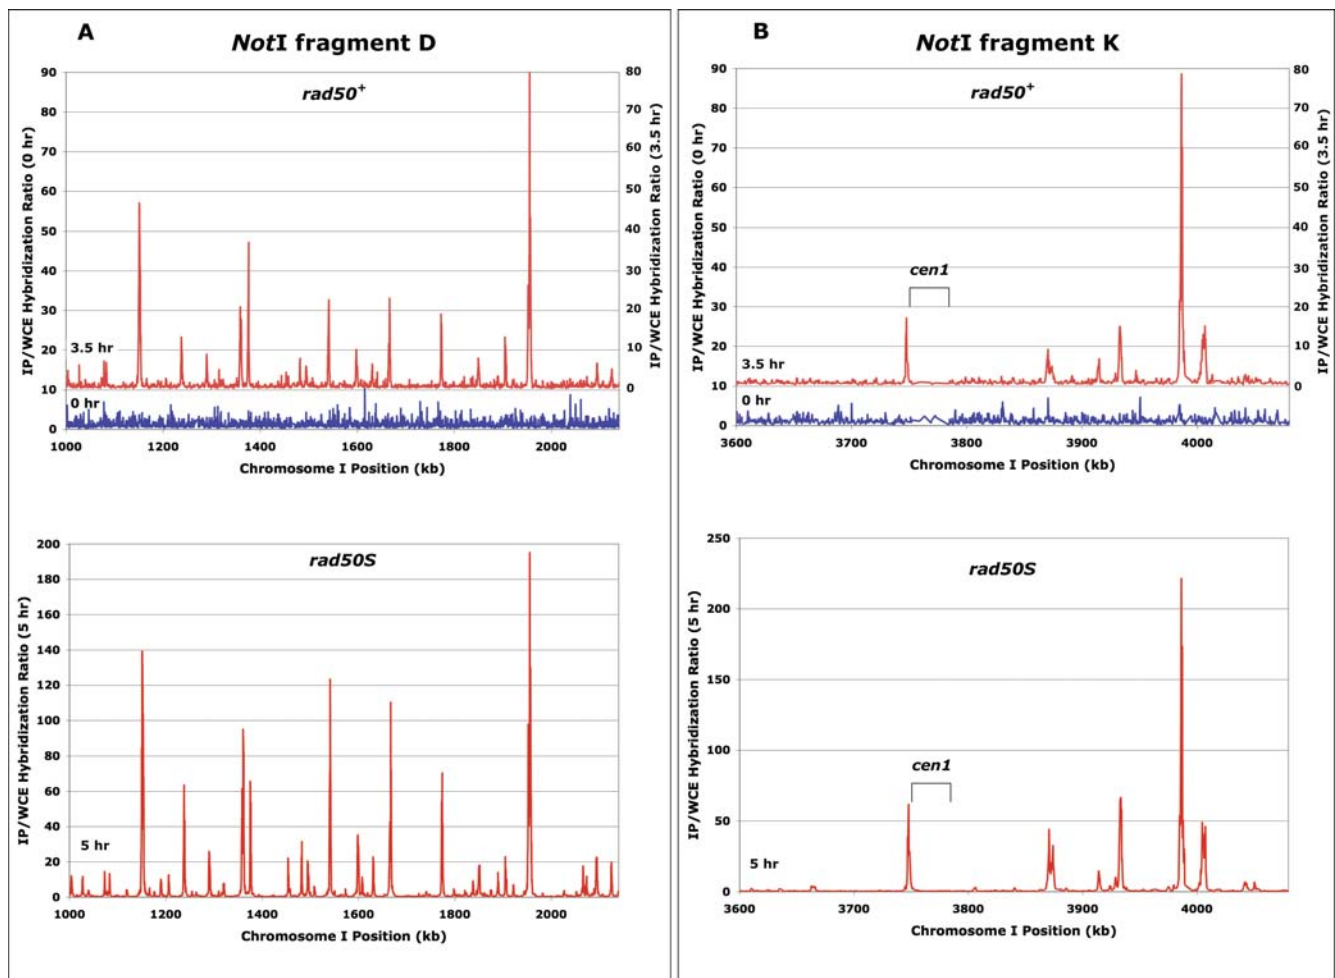 A
NotI fragment D
rad50+
IP/WCE Hybridization Ratio (0 hr)
90
80
70
60
50
40
30
20
10
0
IP/WCE Hybridization Ratio (3.5 hr)
80
70
60
50
40
30
20
10
0
3.5 hr
0 hr
1000 1200 1400 1600 1800 2000
Chromosome I Position (kb)
rad50S
IP/WCE Hybridization Ratio (5 hr)
200
180
160
140
120
100
80
60
40
20
0
5 hr
1000 1200 1400 1600 1800 2000
Chromosome I Position (kb)
B
NotI fragment K
rad50+
IP/WCE Hybridization Ratio (0 hr)
90
80
70
60
50
40
30
20
10
0
IP/WCE Hybridization Ratio (3.5 hr)
80
70
60
50
40
30
20
10
0
cen1
3.5 hr
0 hr
3600 3700 3800 3900 4000
Chromosome I Position (kb)
rad50S
IP/WCE Hybridization Ratio (5 hr)
250
200
150
100
50
0
cen1
5 hr
3600 3700 3800 3900 4000
Chromosome I Position (kb)